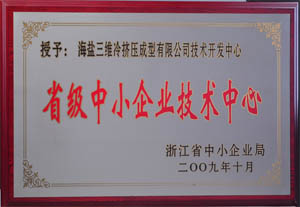 授予：海盐三维冷挤压成型有限公司技术开发中心
省级中小企业技术中心
浙江省中小企业局
二〇〇九年十月